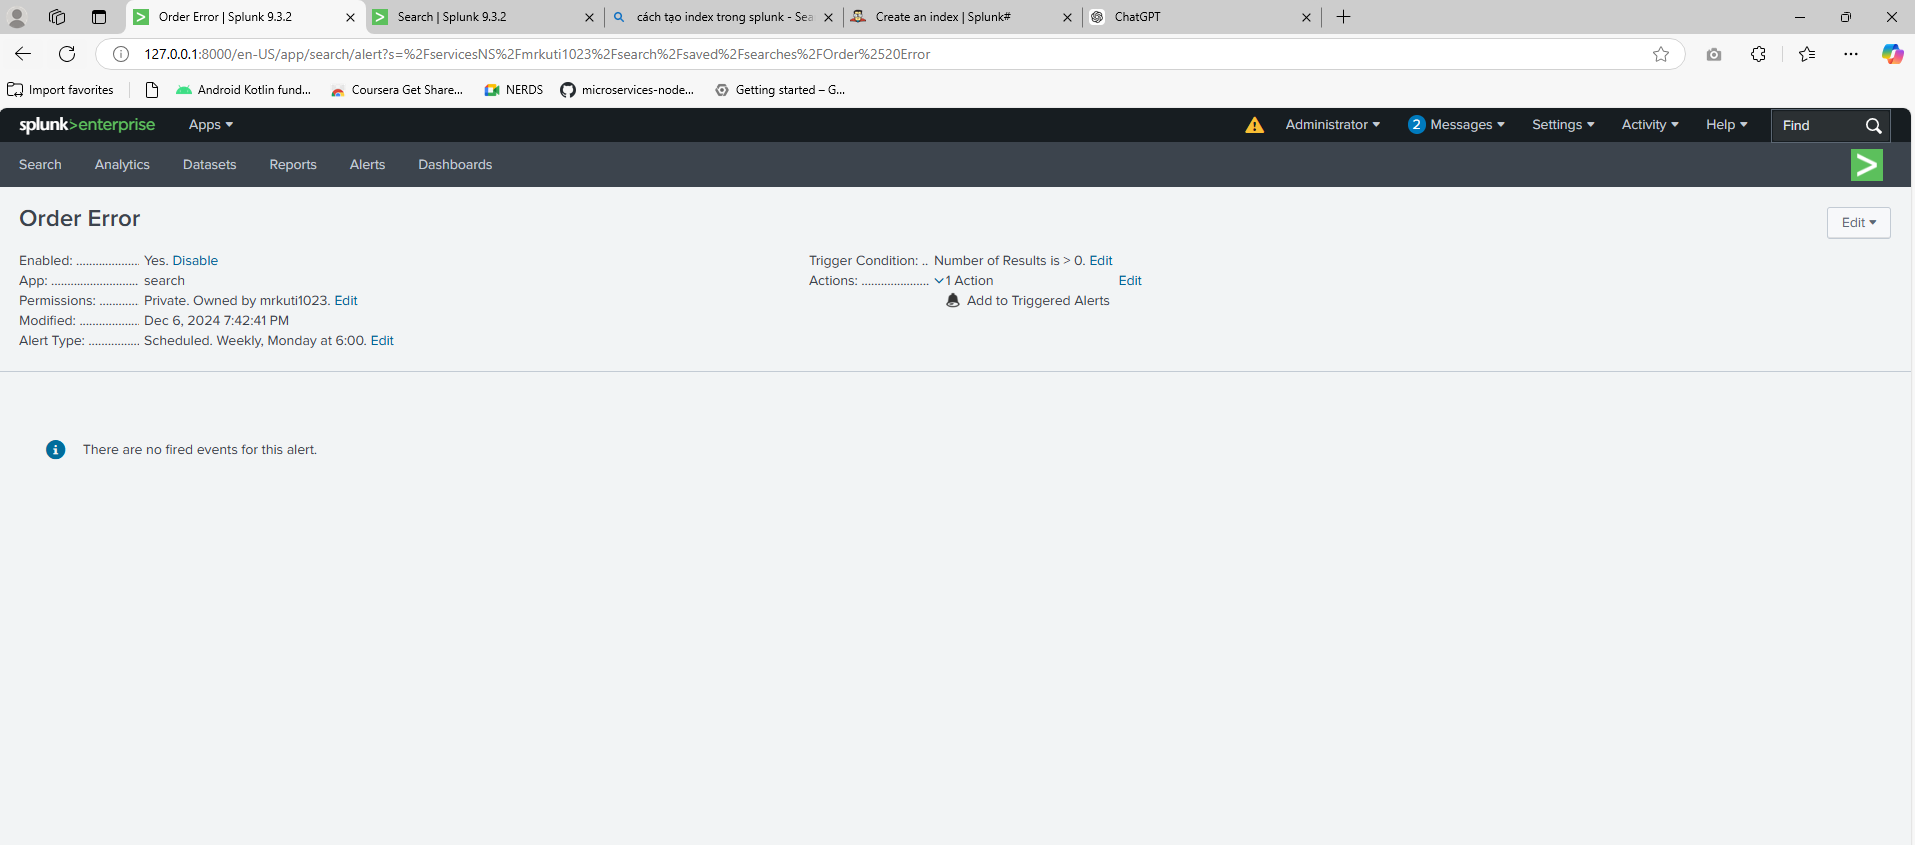 Order Error | Splunk 9.3.2
Search | Splunk 9.3.2
cách tạo index trong splunk - Sea
Create an index | Splunk#
ChatGPT
127.0.0.1:8000/en-US/app/search/alert?s=%2FservicesNS%2Fmrkuti1023%2Fsearch%2Fsaved%2Fsearches%2FOrder%2520Error
Import favorites
Android Kotlin fund...
Coursera Get Share...
NERDS
microservices-node...
Getting started – G...
splunk>enterprise
Apps
Administrator
2 Messages
Settings
Activity
Help
Find
Search
Analytics
Datasets
Reports
Alerts
Dashboards
Order Error
Edit
Enabled: ................... Yes. Disable
App: .......................... search
Permissions: ............ Private. Owned by mrkuti1023. Edit
Modified: .................. Dec 6, 2024 7:42:41 PM
Alert Type: ............... Scheduled. Weekly, Monday at 6:00. Edit
Trigger Condition: .. Number of Results is > 0. Edit
Actions: .................... 1 Action Edit
Add to Triggered Alerts
There are no fired events for this alert.